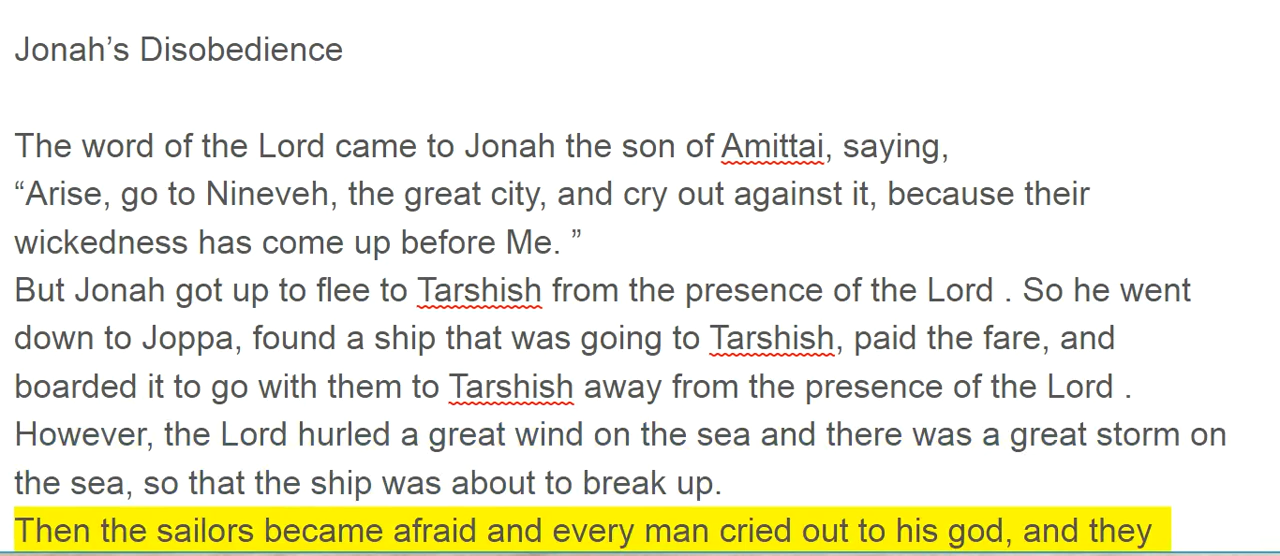 Jonah’s Disobedience
The word of the Lord came to Jonah the son of Amittai, saying,
“Arise, go to Nineveh, the great city, and cry out against it, because their
wickedness has come up before Me. ”
But Jonah got up to flee to Tarshish from the presence of the Lord . So he went
down to Joppa, found a ship that was going to Tarshish, paid the fare, and
boarded it to go with them to Tarshish away from the presence of the Lord .
However, the Lord hurled a great wind on the sea and there was a great storm on
the sea, so that the ship was about to break up.
Then the sailors became afraid and every man cried out to his god, and they